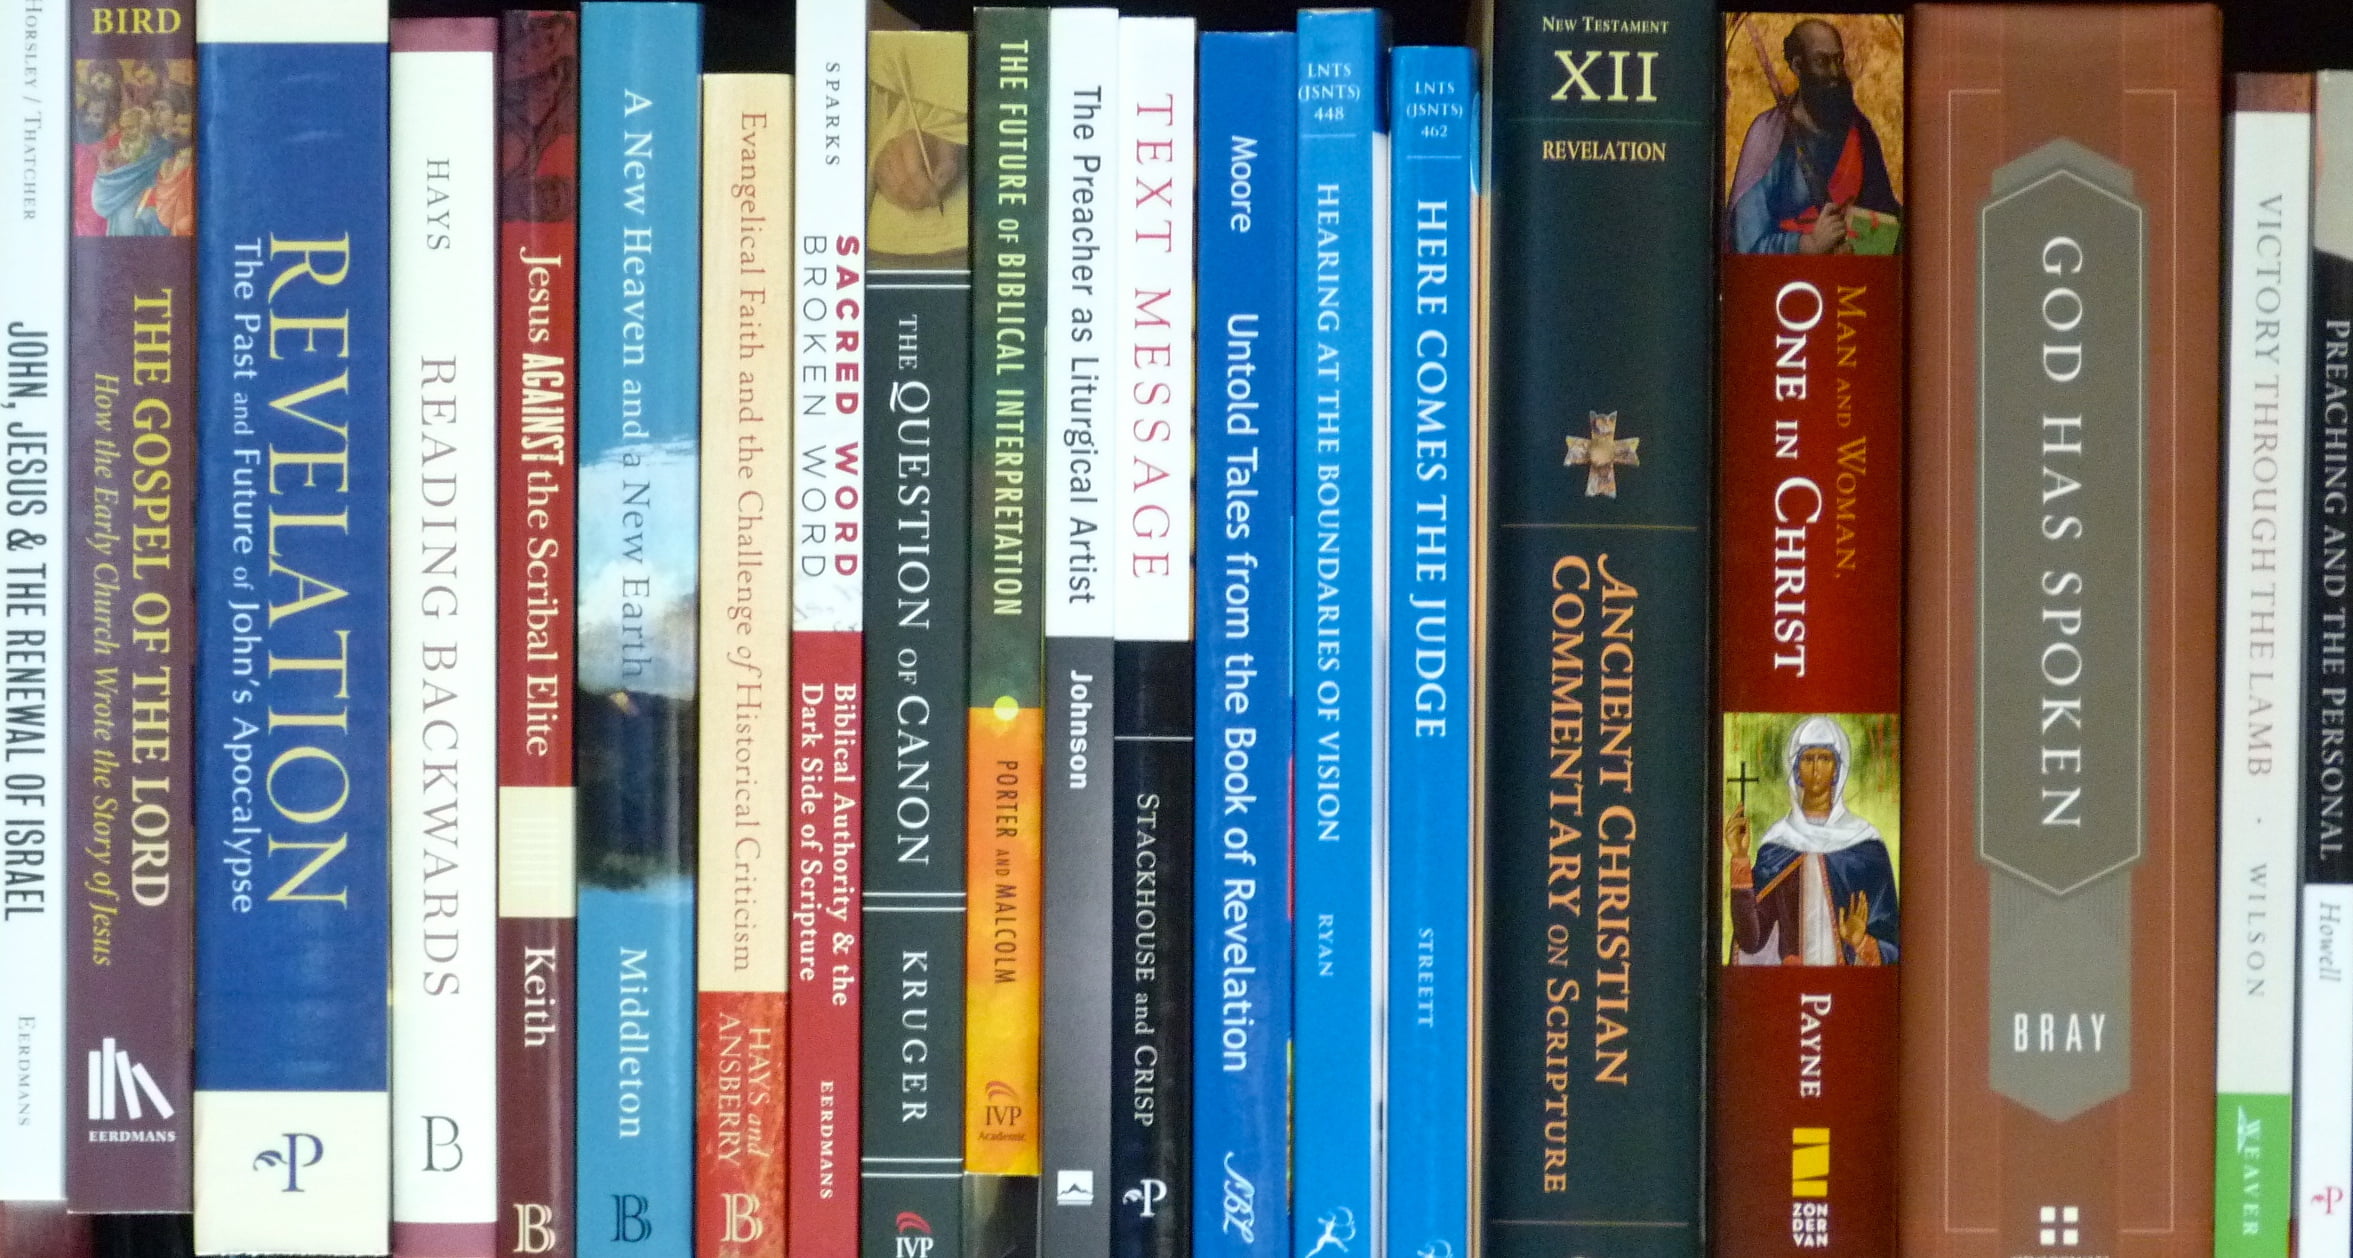 HORSLEY / THATCHER
JOHN, JESUS & THE RENEWAL OF ISRAEL
EERDMANS
BIRD
THE GOSPEL OF THE LORD
How the Early Church Wrote the Story of Jesus
EERDMANS
REVELATION
The Past and Future of John's Apocalypse
P
HAYS
READING BACKWARDS
B
Jesus AGAINST the Scribal Elite
Keith
B
A New Heaven and a New Earth
Middleton
B
Evangelical Faith and the Challenge of Historical Criticism
HAYS and
ANSBERRY
B
SPARKS
SACRED WORD
BROKEN WORD
Biblical Authority & the
Dark Side of Scripture
EERDMANS
THE QUESTION OF CANON
KRUGER
IVP
THE FUTURE OF BIBLICAL INTERPRETATION
PORTER AND MALCOLM
IVP
Academic
The Preacher as Liturgical Artist
Johnson
TEXT MESSAGE
STACKHOUSE and CRISP
P
Moore
Untold Tales from the Book of Revelation
SBL
LNTS
(JSNTS)
448
HEARING AT THE BOUNDARIES OF VISION
RYAN
LNTS
(JSNTS)
462
HERE COMES THE JUDGE
STREETT
NEW TESTAMENT
XII
REVELATION
ANCIENT CHRISTIAN
COMMENTARY ON SCRIPTURE
MAN AND WOMAN,
ONE IN CHRIST
PAYNE
ZON
DER
VAN
GOD HAS SPOKEN
BRAY
VICTORY THROUGH THE LAMB · WILSON
WEAVER
PREACHING AND THE PERSONAL
Howell
P